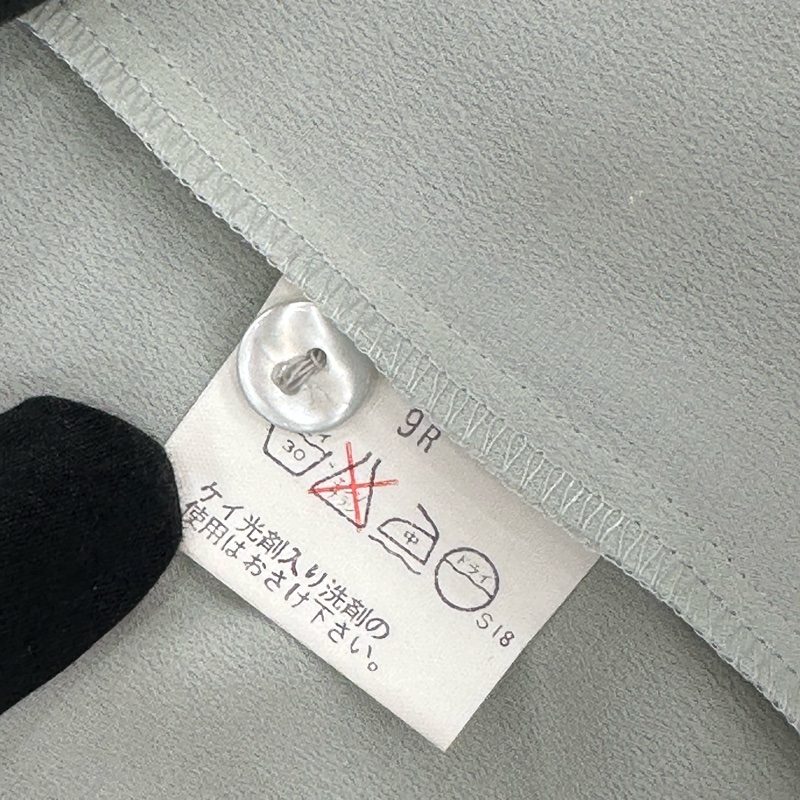 9R
30
中
ドライ
S18
ケイ光剤入り洗剤の
使用はおさけ下さい。